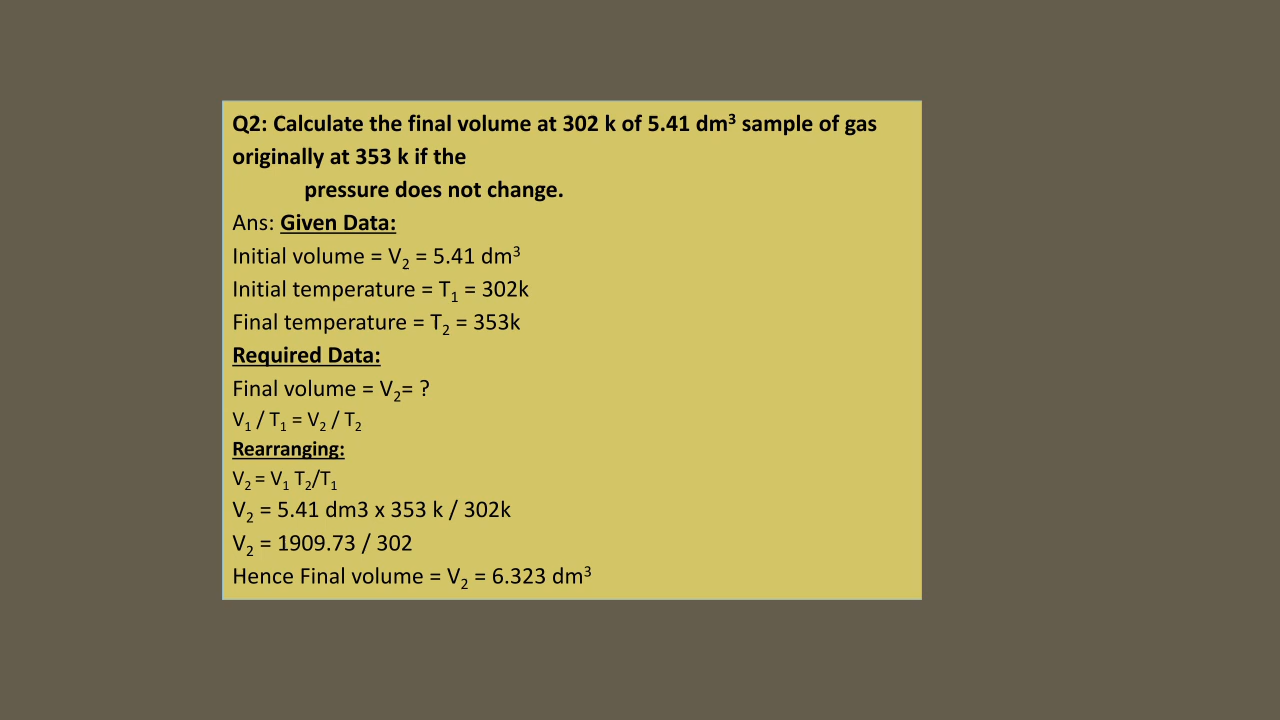 Q2: Calculate the final volume at 302 k of 5.41 dm³ sample of gas
originally at 353 k if the
pressure does not change.
Ans: Given Data:
Initial volume = V₂ = 5.41 dm³
Initial temperature = T₁ = 302k
Final temperature = T₂ = 353k
Required Data:
Final volume = V₂= ?
V₁ / T₁ = V₂ / T₂
Rearranging:
V₂ = V₁ T₂/T₁
V₂ = 5.41 dm3 x 353 k / 302k
V₂ = 1909.73 / 302
Hence Final volume = V₂ = 6.323 dm³